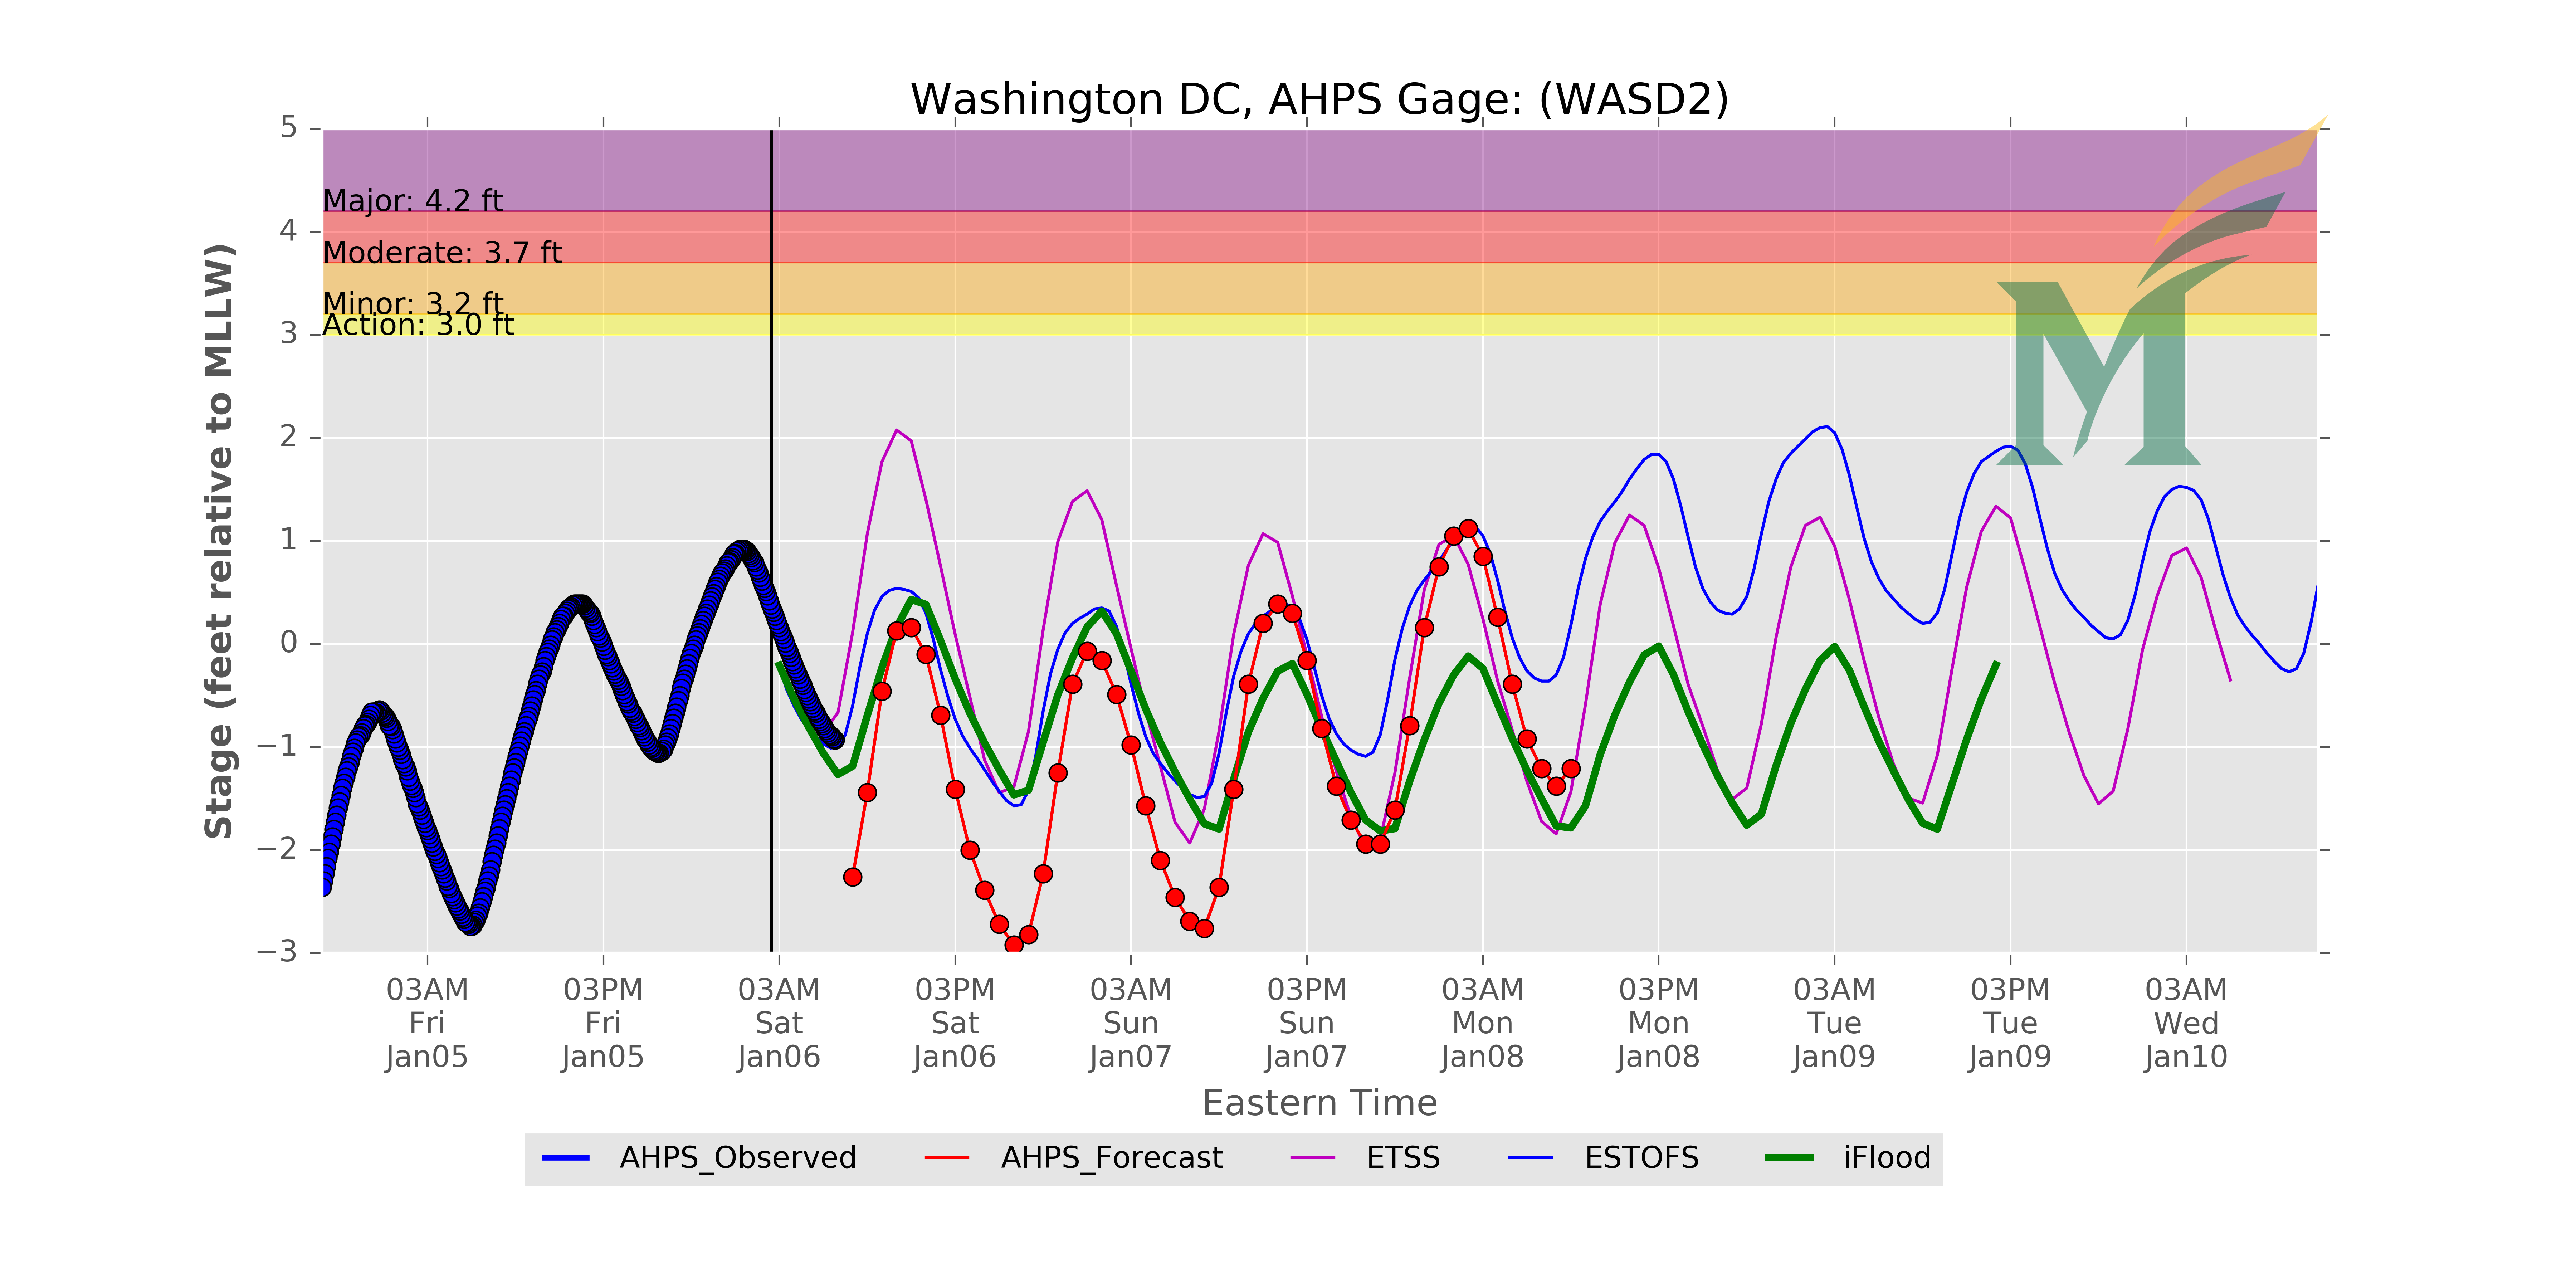 Washington DC, AHPS Gage: (WASD2)
Stage (feet relative to MLLW)
5
4
3
2
1
0
−1
−2
−3
Major: 4.2 ft
Moderate: 3.7 ft
Minor: 3.2 ft
Action: 3.0 ft
M
03AM 03PM 03AM 03PM 03AM 03PM 03AM 03PM 03AM 03PM 03AM
Fri Fri Sat Sat Sun Sun Mon Mon Tue Tue Wed
Jan05 Jan05 Jan06 Jan06 Jan07 Jan07 Jan08 Jan08 Jan09 Jan09 Jan10
Eastern Time
AHPS_Observed AHPS_Forecast ETSS ESTOFS iFlood